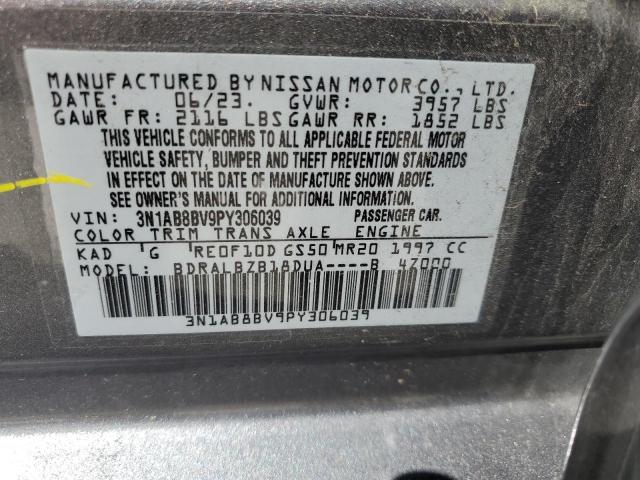 MANUFACTURED BY NISSAN MOTOR CO., LTD.
DATE: 06/23. GVWR: 3957 LBS
GAWR FR: 2116 LBS GAWR RR: 1852 LBS
THIS VEHICLE CONFORMS TO ALL APPLICABLE FEDERAL MOTOR
VEHICLE SAFETY, BUMPER AND THEFT PREVENTION STANDARDS
IN EFFECT ON THE DATE OF MANUFACTURE SHOWN ABOVE.
SEE OWNER'S MANUAL FOR ADDITIONAL INFORMATION.
VIN: 3N1AB8BV9PY306039 PASSENGER CAR.
COLOR TRIM TRANS AXLE ENGINE
KAD G RE0F10D GS50 MR20 1997 CC
MODEL: BDRALBZB18DUA----B 47000
3N1AB8BV9PY306039